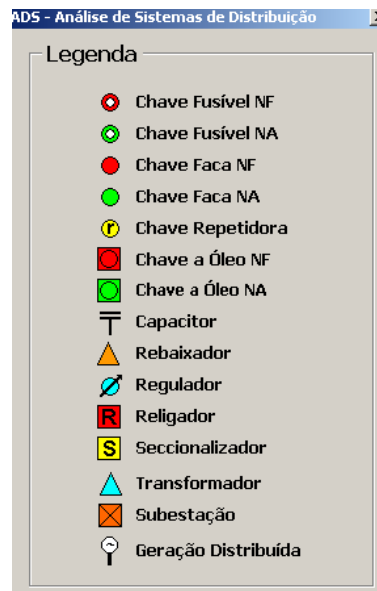 ADS - Análise de Sistemas de Distribuição
Legenda
Chave Fusível NF
Chave Fusível NA
Chave Faca NF
Chave Faca NA
r Chave Repetidora
Chave a Óleo NF
Chave a Óleo NA
Capacitor
Rebaixador
Regulador
R Religador
S Seccionalizador
Transformador
Subestação
Geração Distribuída